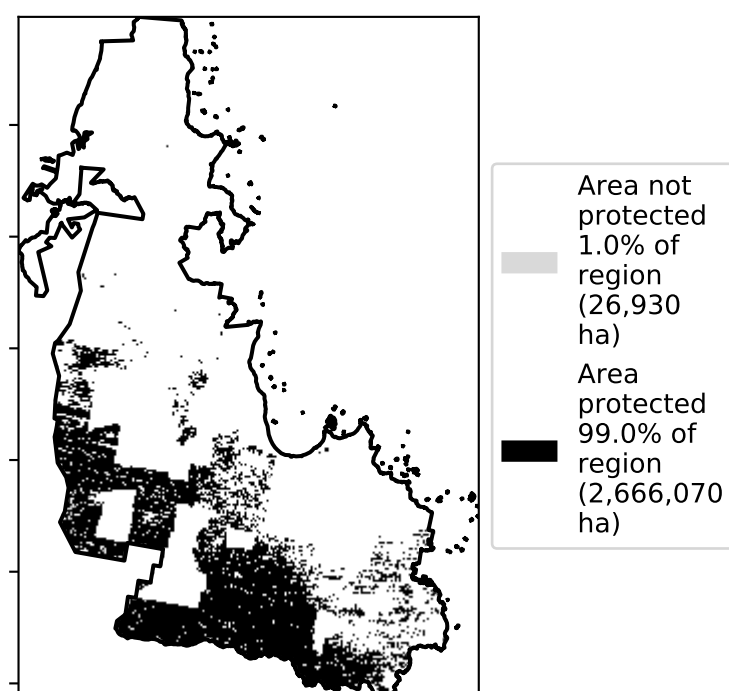 Area not
protected
1.0% of
region
(26,930
ha)
Area
protected
99.0% of
region
(2,666,070
ha)